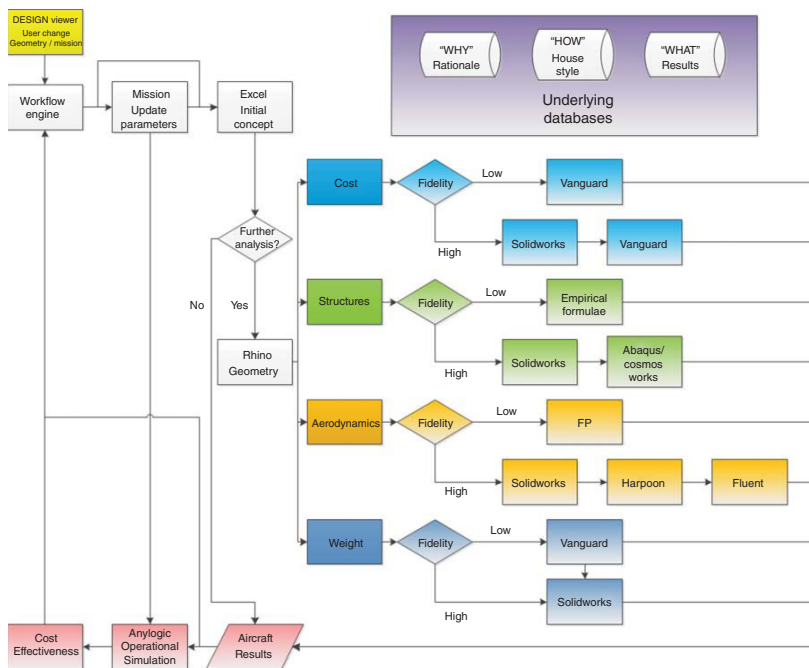 DESIGN viewer
User change
Geometry / mission
Workflow
engine
Mission
Update
parameters
Excel
Initial
concept
"WHY"
Rationale
"HOW"
House
style
"WHAT"
Results
Underlying
databases
Cost
Fidelity
Low
Vanguard
High
Solidworks
Vanguard
Further
analysis?
No
Yes
Rhino
Geometry
Structures
Fidelity
Low
Empirical
formulae
High
Solidworks
Abaqus/
cosmos
works
Aerodynamics
Fidelity
Low
FP
High
Solidworks
Harpoon
Fluent
Weight
Fidelity
Low
Vanguard
High
Solidworks
Cost
Effectiveness
Anylogic
Operational
Simulation
Aircraft
Results